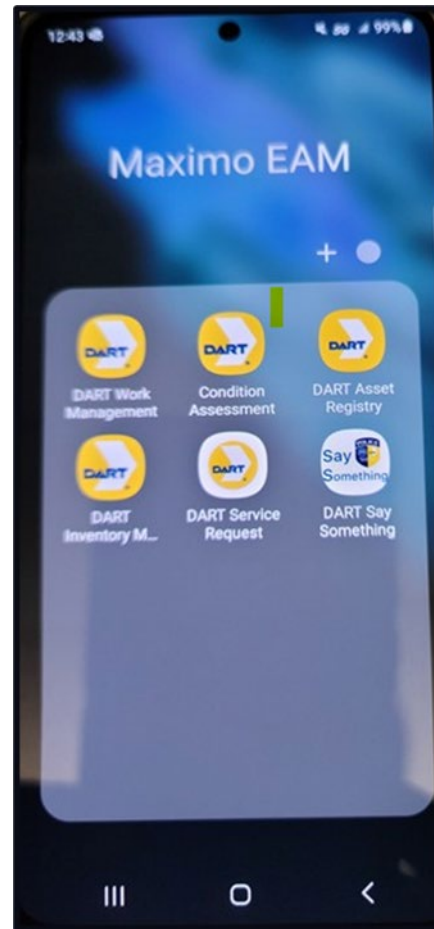 12:43
5G
99%
Maximo EAM
+
DART
DART
DART
DART Work
Management
Condition
Assessment
DART Asset
Registry
DART
DART
Say
Something
DART
Inventory M...
DART Service
Request
DART Say
Something